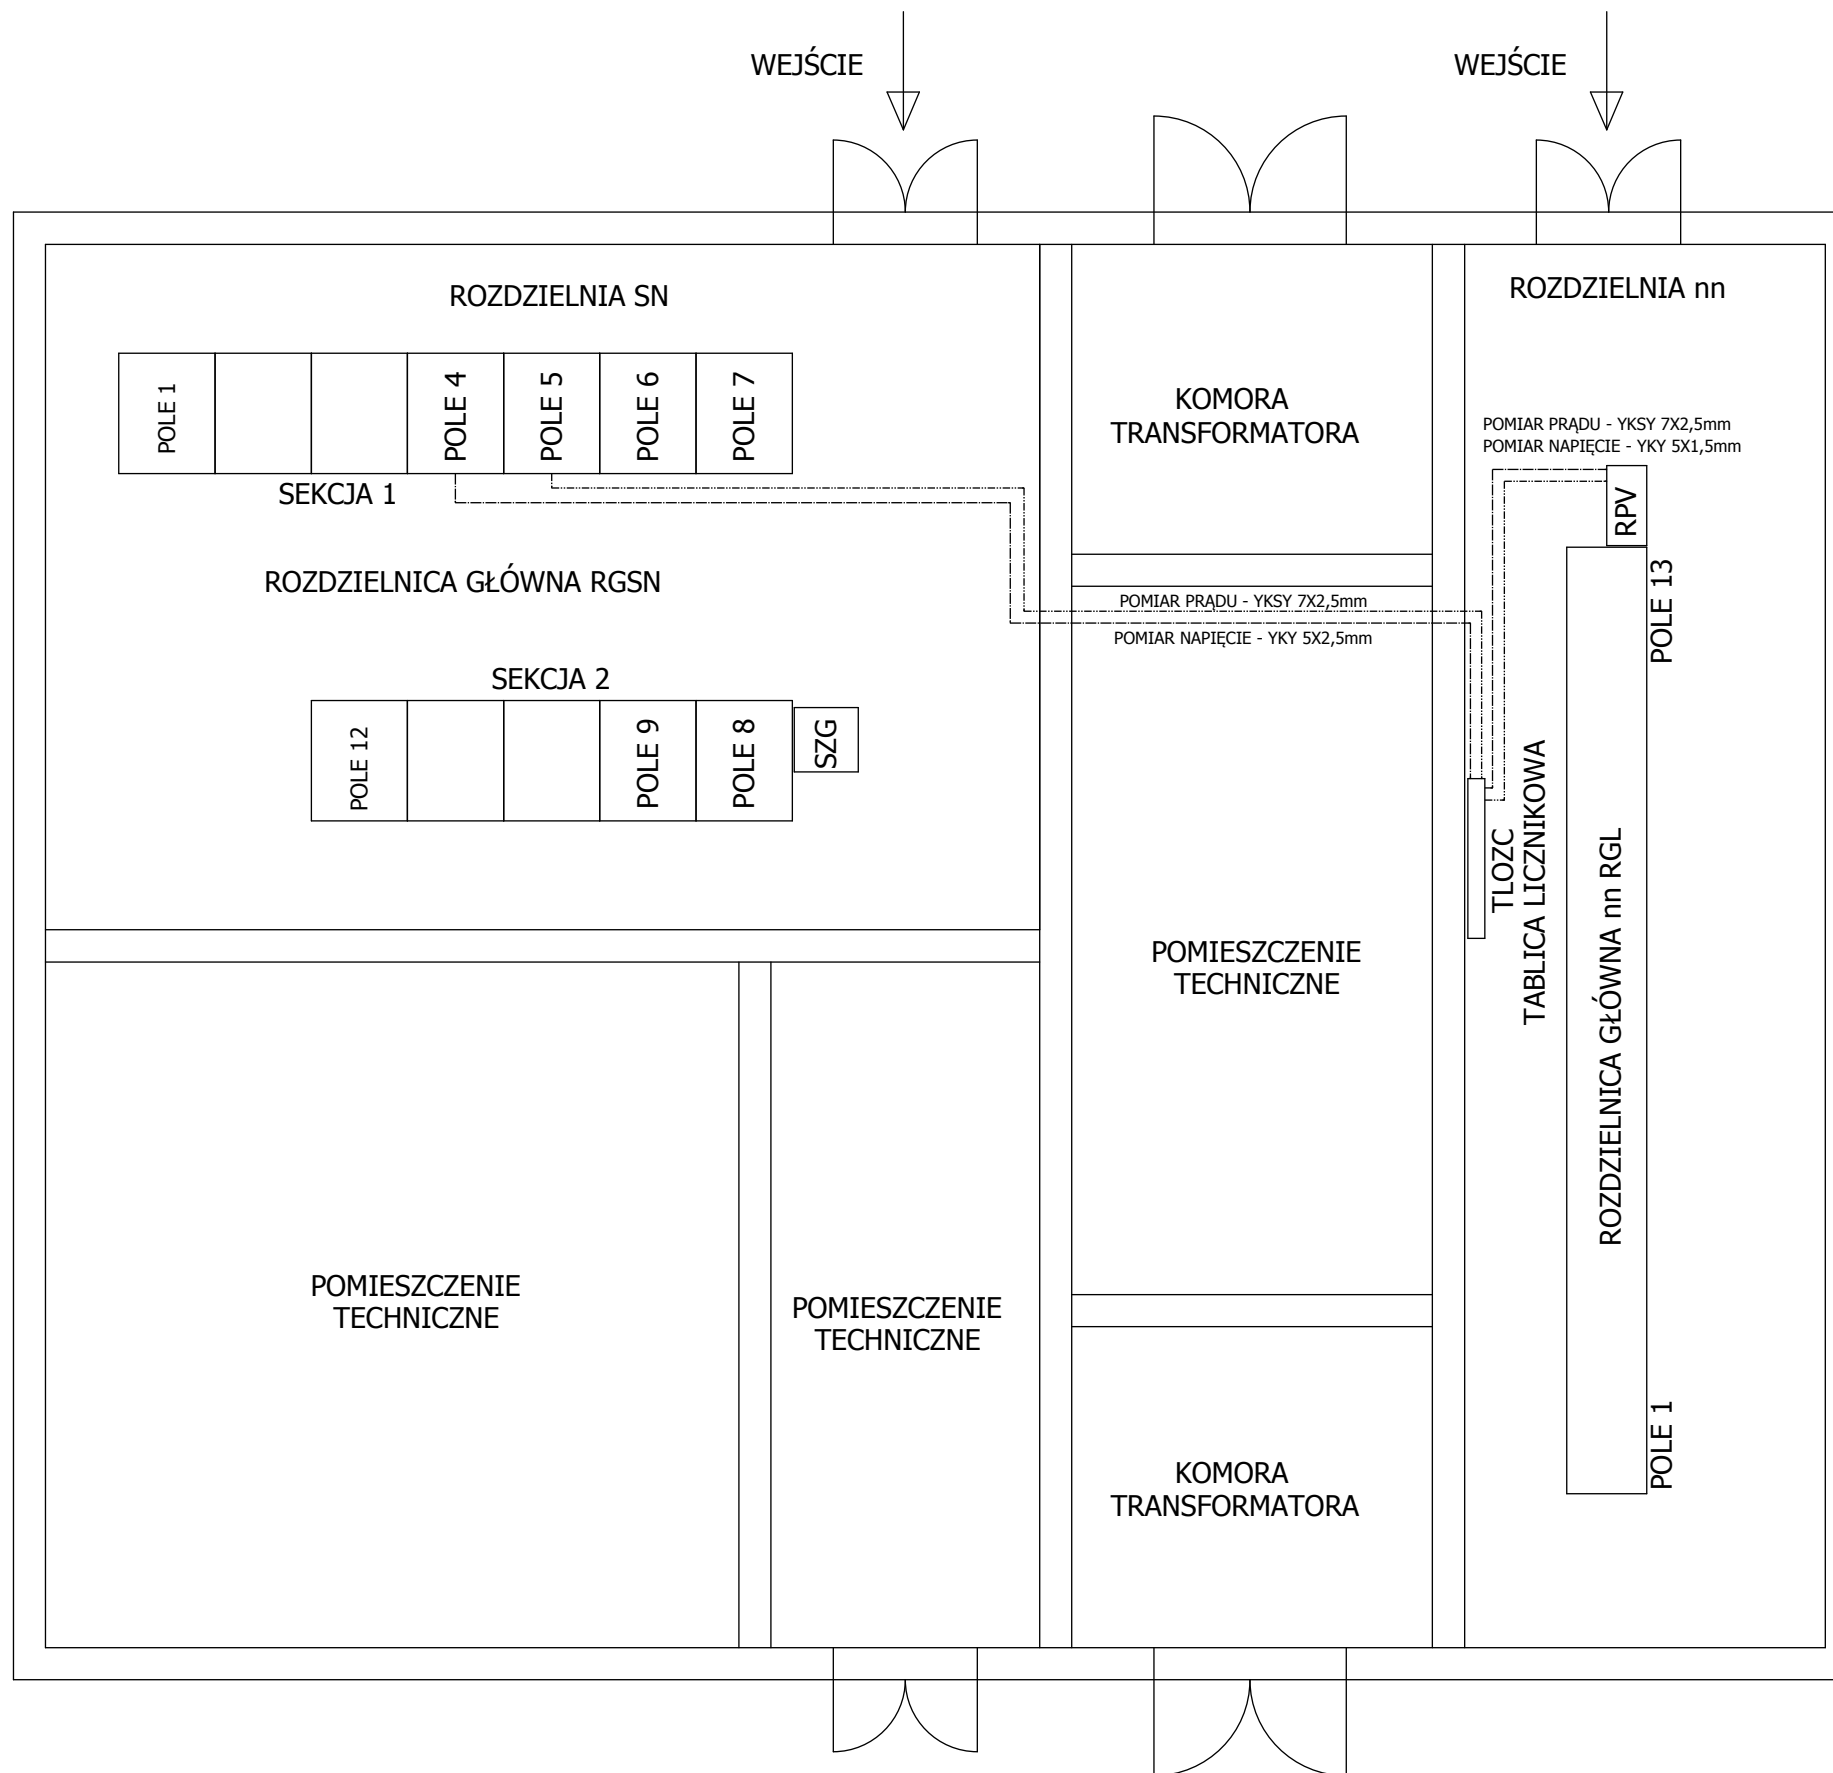 WEJŚCIE
WEJŚCIE
ROZDZIELNIA SN
ROZDZIELNIA nn
POLE 1
POLE 4
POLE 5
POLE 6
POLE 7
SEKCJA 1
KOMORA
TRANSFORMATORA
POMIAR PRĄDU - YKSY 7X2,5mm
POMIAR NAPIĘCIE - YKY 5X1,5mm
RPV
POLE 13
ROZDZIELNICA GŁÓWNA RGSN
POMIAR PRĄDU - YKSY 7X2,5mm
POMIAR NAPIĘCIE - YKY 5X2,5mm
SEKCJA 2
POLE 12
POLE 9
POLE 8
SZG
TLOZC
TABLICA LICZNIKOWA
ROZDZIELNICA GŁÓWNA nn RGL
POMIESZCZENIE
TECHNICZNE
POMIESZCZENIE
TECHNICZNE
POMIESZCZENIE
TECHNICZNE
KOMORA
TRANSFORMATORA
POLE 1